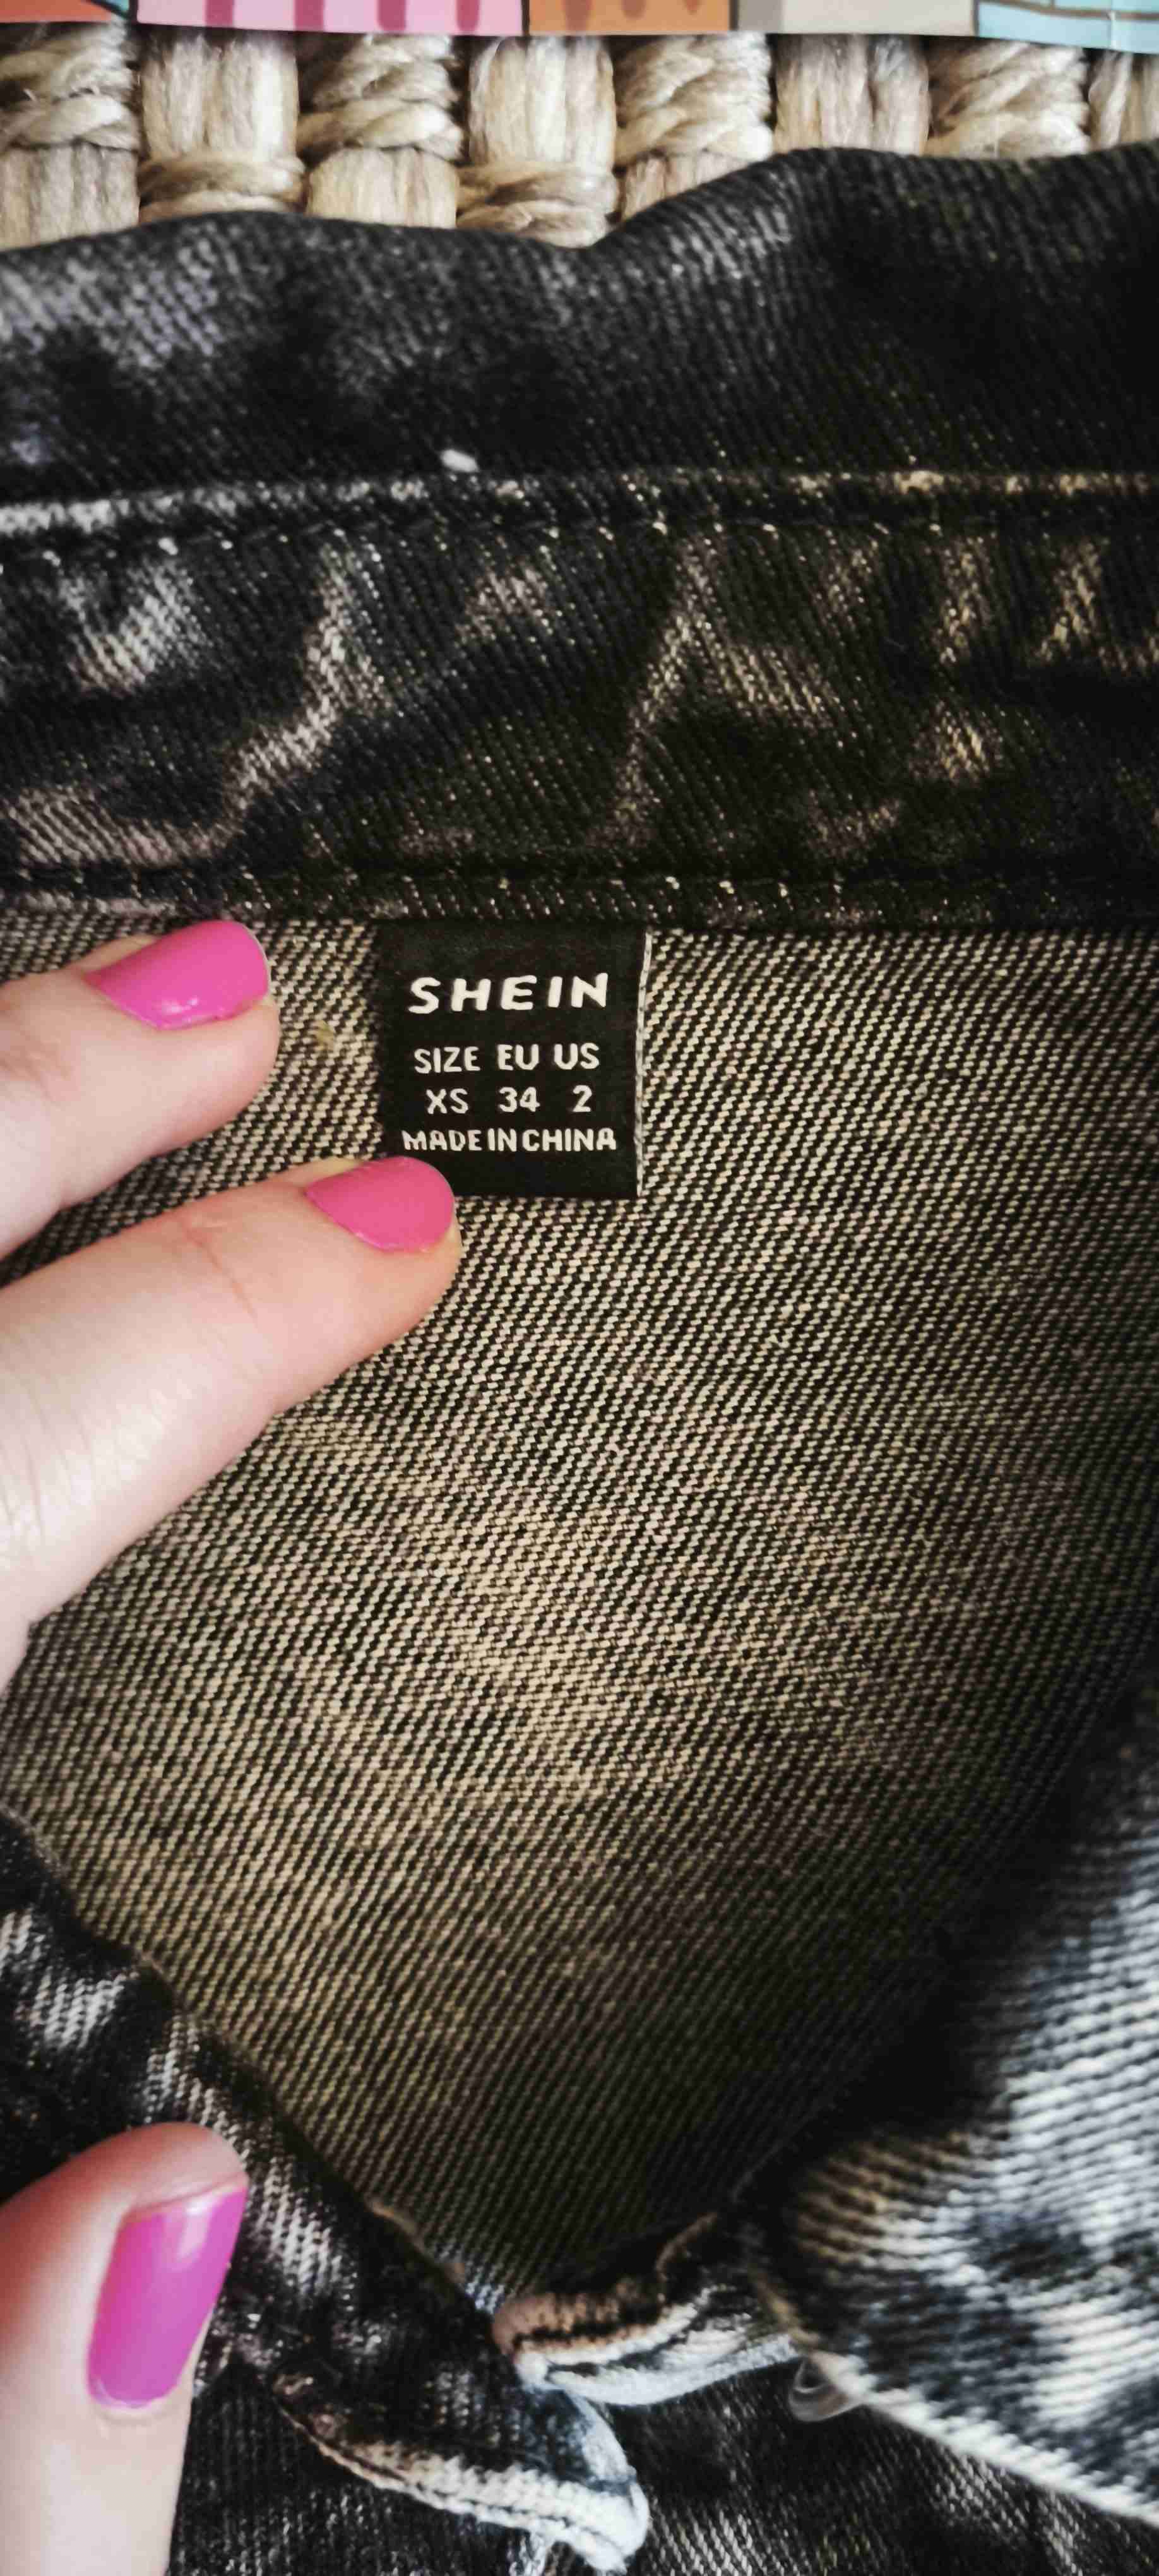 SHEIN
SIZE EU US
XS 34 2
MADE IN CHINA